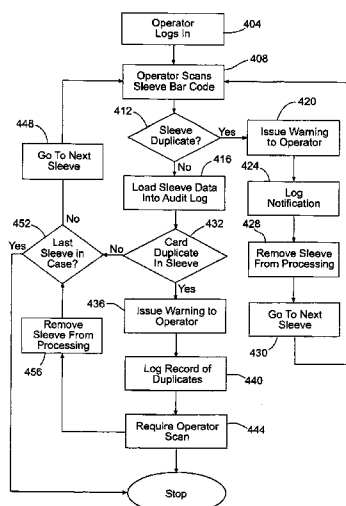 Operator
Logs In
404
Operator Scans
Sleeve Bar Code
408
412
Sleeve
Duplicate?
Yes
420
Issue Warning
to Operator
448
Go To Next
Sleeve
No
416
Load Sleeve Data
Into Audit Log
424
Log
Notification
452
No
Yes
Last
Sleeve in
Case?
No
432
Card
Duplicate
In Sleeve
428
Remove Sleeve
From Processing
Yes
436
Issue Warning to
Operator
Go To Next
Sleeve
430
Remove Sleeve
From Processing
456
Log Record of
Duplicates
440
Require Operator
Scan
444
Stop